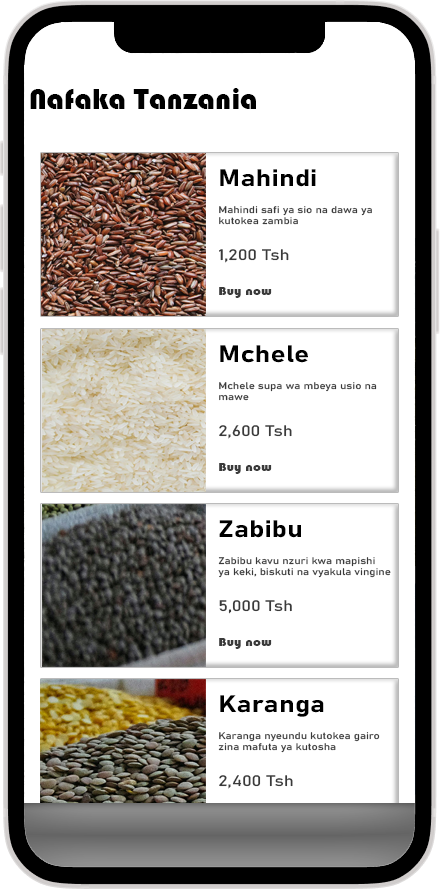 Nafaka Tanzania
Mahindi
Mahindi safi ya sio na dawa ya
kutokea zambia
1,200 Tsh
Buy now
Mchele
Mchele supa wa mbeya usio na
mawe
2,600 Tsh
Buy now
Zabibu
Zabibu kavu nzuri kwa mapishi
ya keki, biskuti na vyakula vingine
5,000 Tsh
Buy now
Karanga
Karanga nyeundu kutokea gairo
zina mafuta ya kutosha
2,400 Tsh